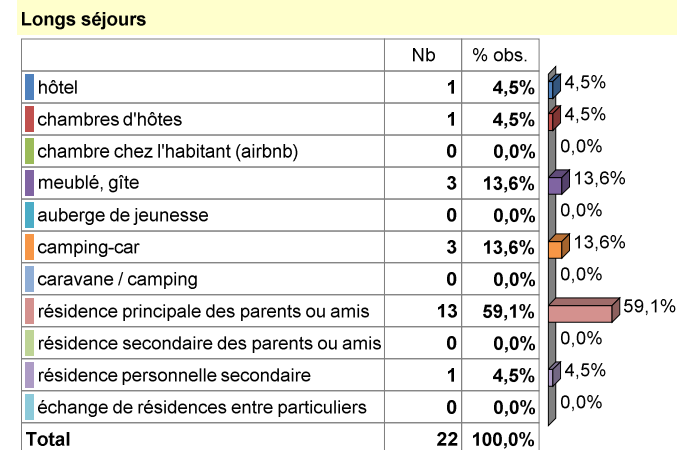 Longs séjours
Nb % obs.
hôtel 1 4,5% 4,5%
chambres d'hôtes 1 4,5% 4,5%
chambre chez l'habitant (airbnb) 0 0,0% 0,0%
meublé, gîte 3 13,6% 13,6%
auberge de jeunesse 0 0,0% 0,0%
camping-car 3 13,6% 13,6%
caravane / camping 0 0,0% 0,0%
résidence principale des parents ou amis 13 59,1% 59,1%
résidence secondaire des parents ou amis 0 0,0% 0,0%
résidence personnelle secondaire 1 4,5% 4,5%
échange de résidences entre particuliers 0 0,0% 0,0%
Total 22 100,0%